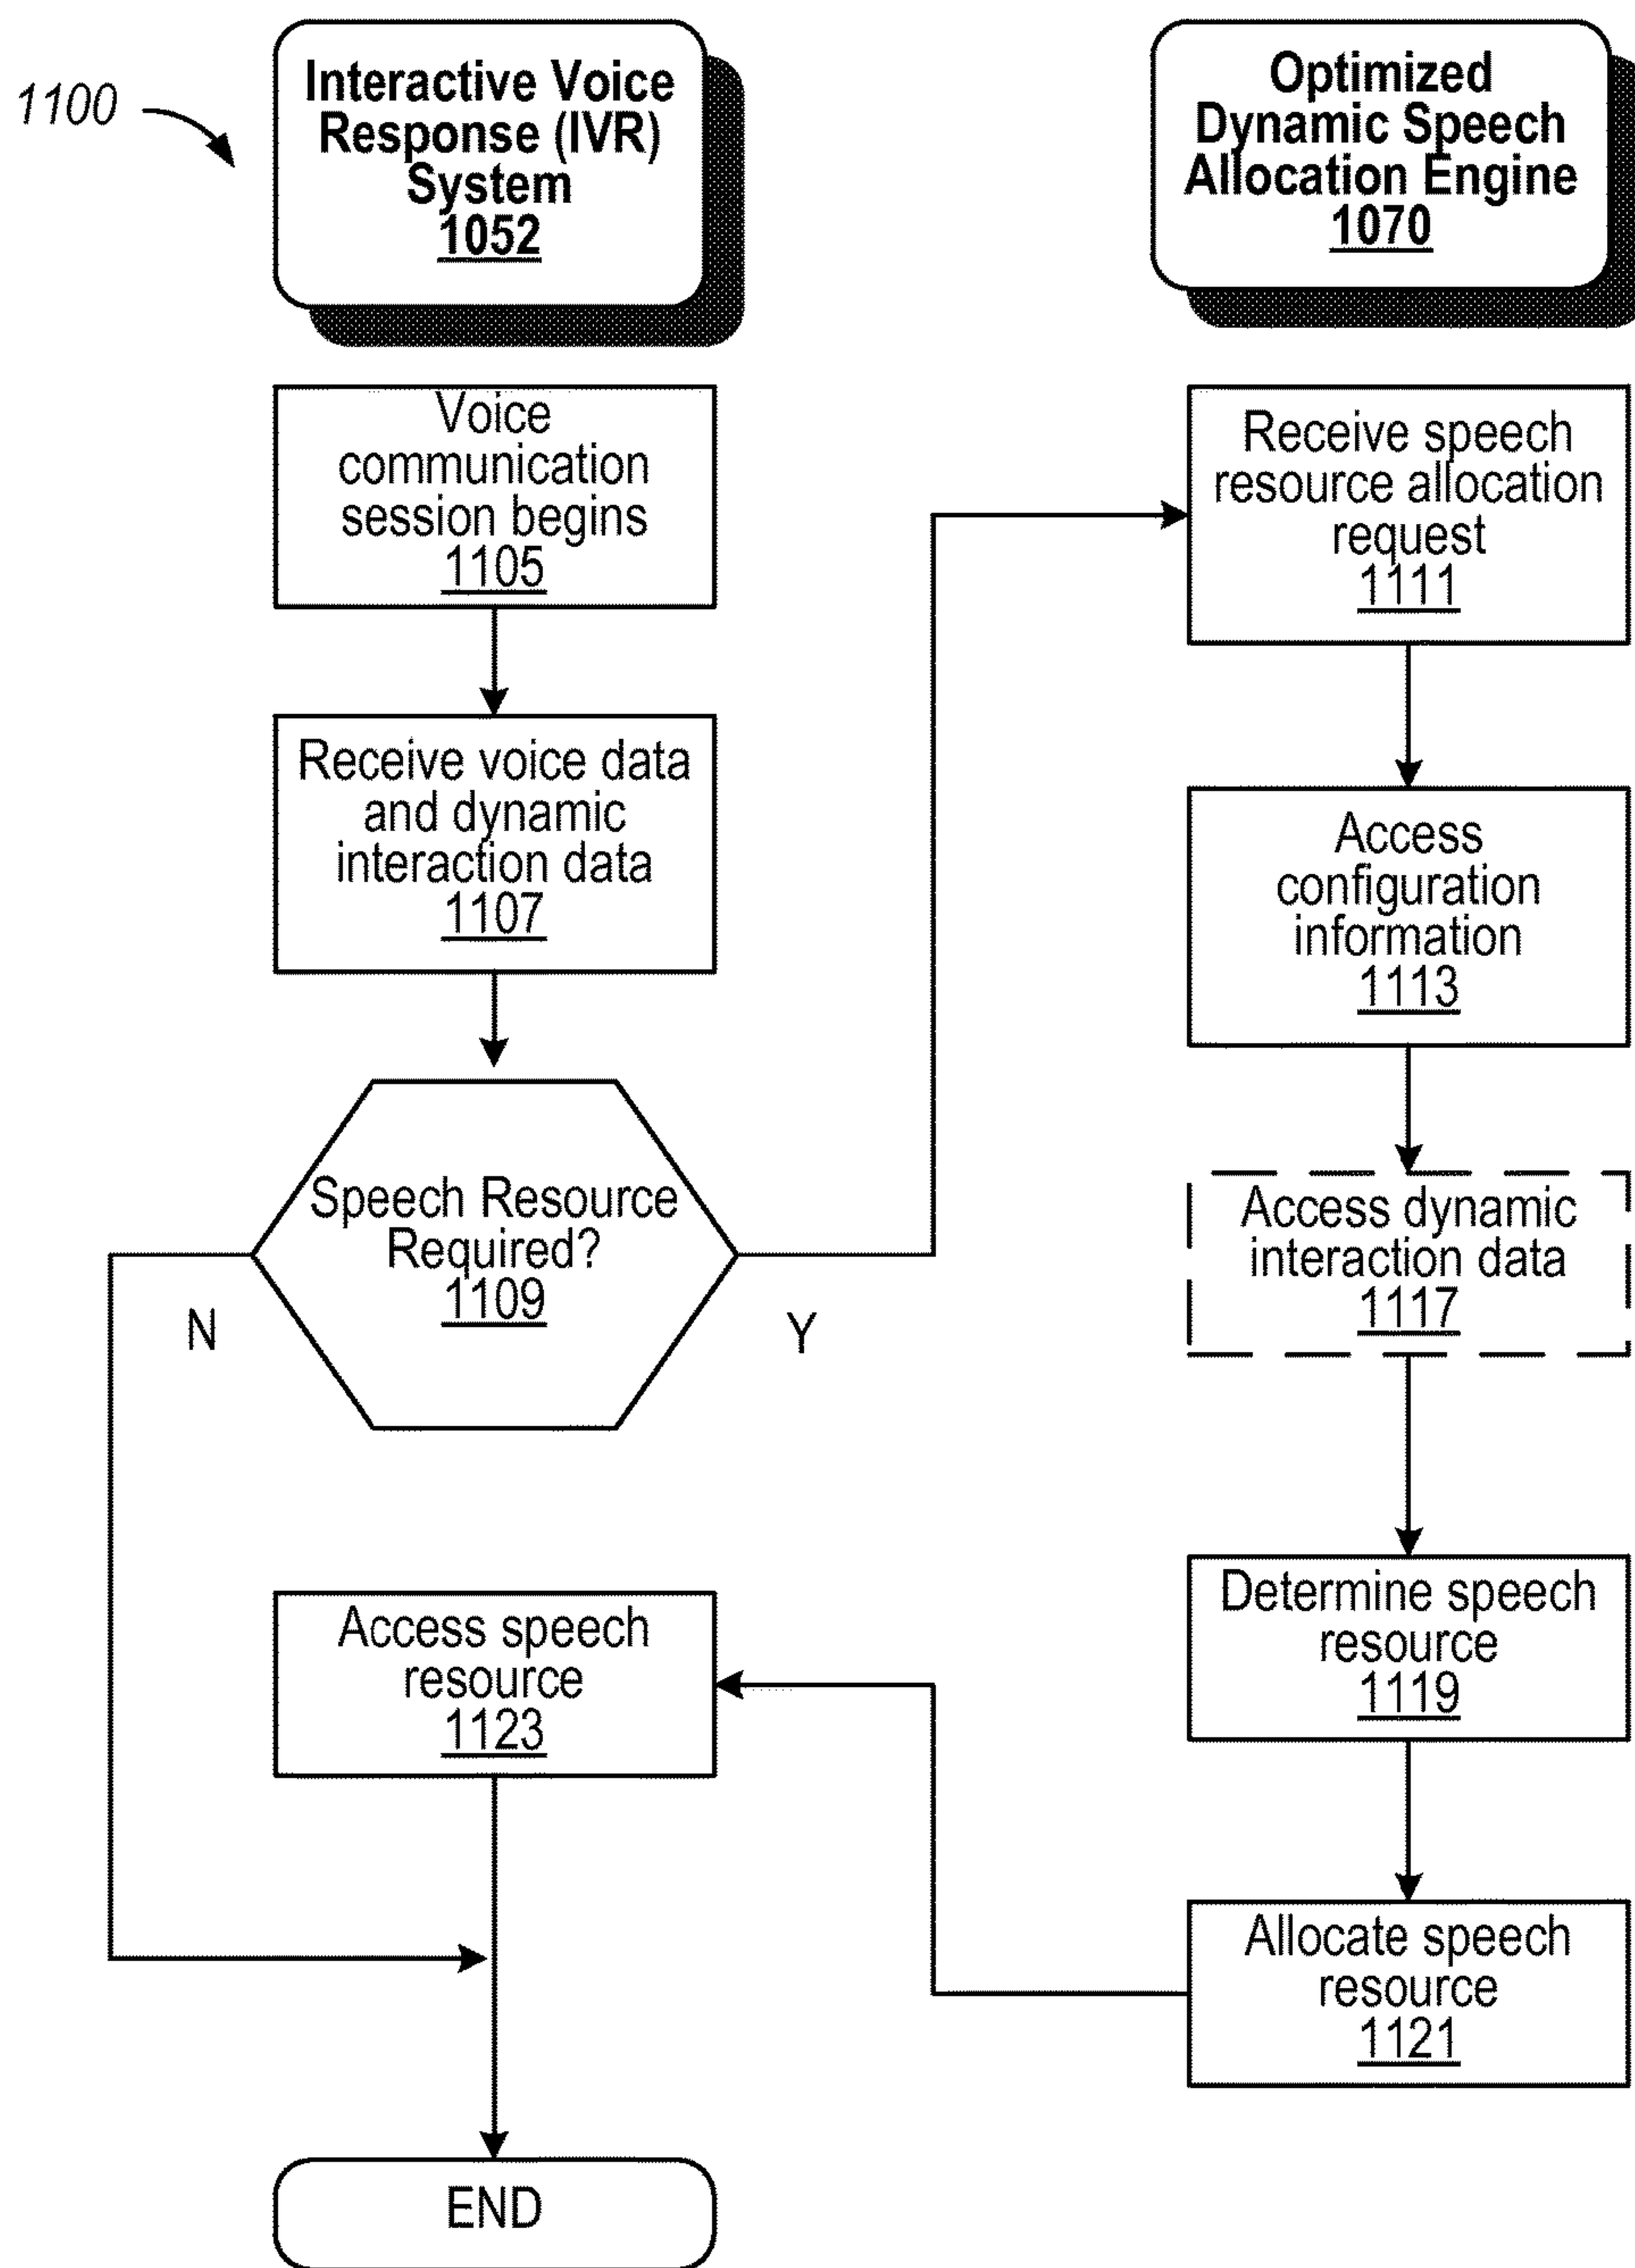 1100
Interactive Voice
Response (IVR)
System
1052
Optimized
Dynamic Speech
Allocation Engine
1070
Voice
communication
session begins
1105
Receive voice data
and dynamic
interaction data
1107
Speech Resource
Required?
1109
N
Y
Receive speech
resource allocation
request
1111
Access
configuration
information
1113
Access dynamic
interaction data
1117
Determine speech
resource
1119
Allocate speech
resource
1121
Access speech
resource
1123
END